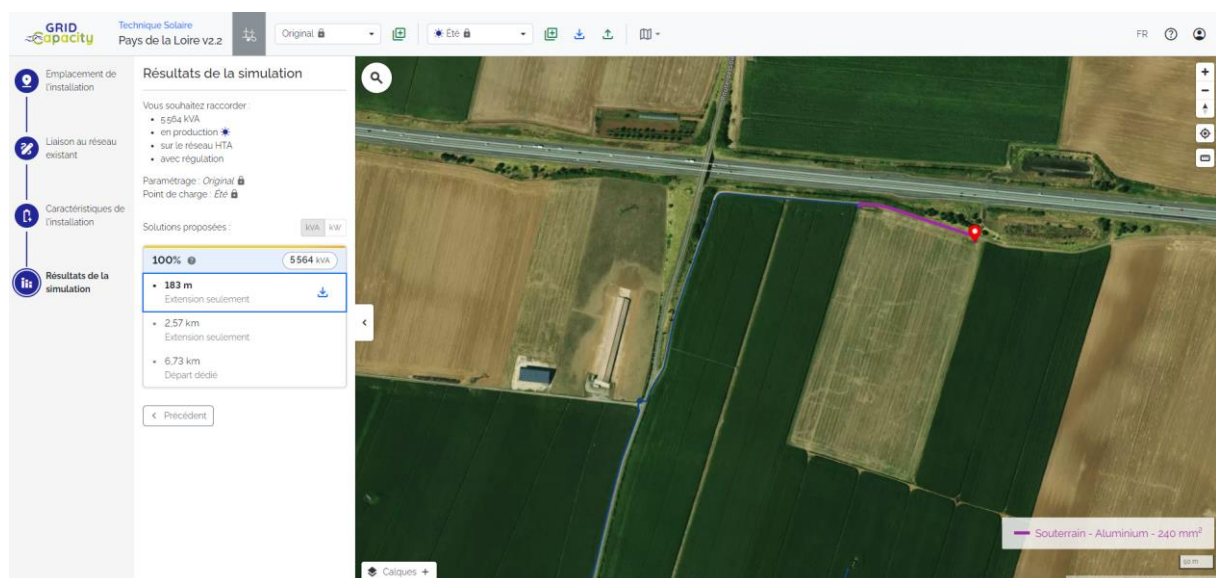 GRID
capacity
Technique Solaire
Pays de la Loire v2.2
Original
Été
FR
Emplacement de
l'installation
Liaison au réseau
existant
Caractéristiques de
l'installation
Résultats de la
simulation
Résultats de la simulation
Vous souhaitez raccorder :
• 5 564 kVA
• en production
• sur le réseau HTA
• avec régulation
Paramétrage : Original
Point de charge : Été
Solutions proposées :
kVA kW
100%
5 564 kVA
• 183 m
Extension seulement
• 2,57 km
Extension seulement
• 6,73 km
Départ dédié
< Précédent
Souterrain - Aluminium - 240 mm²
50 m
Calques +